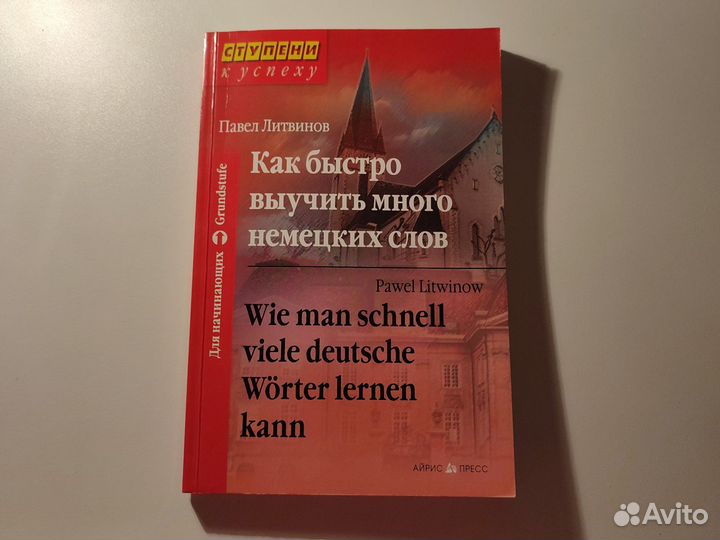 СТУПЕНИ
к успеху
Павел Литвинов
Как быстро
выучить много
немецких слов
Pawel Litwinow
Wie man schnell
viele deutsche
Wörter lernen
kann
Для начинающих Grundstufe
АЙРИС ПРЕСС
Avito